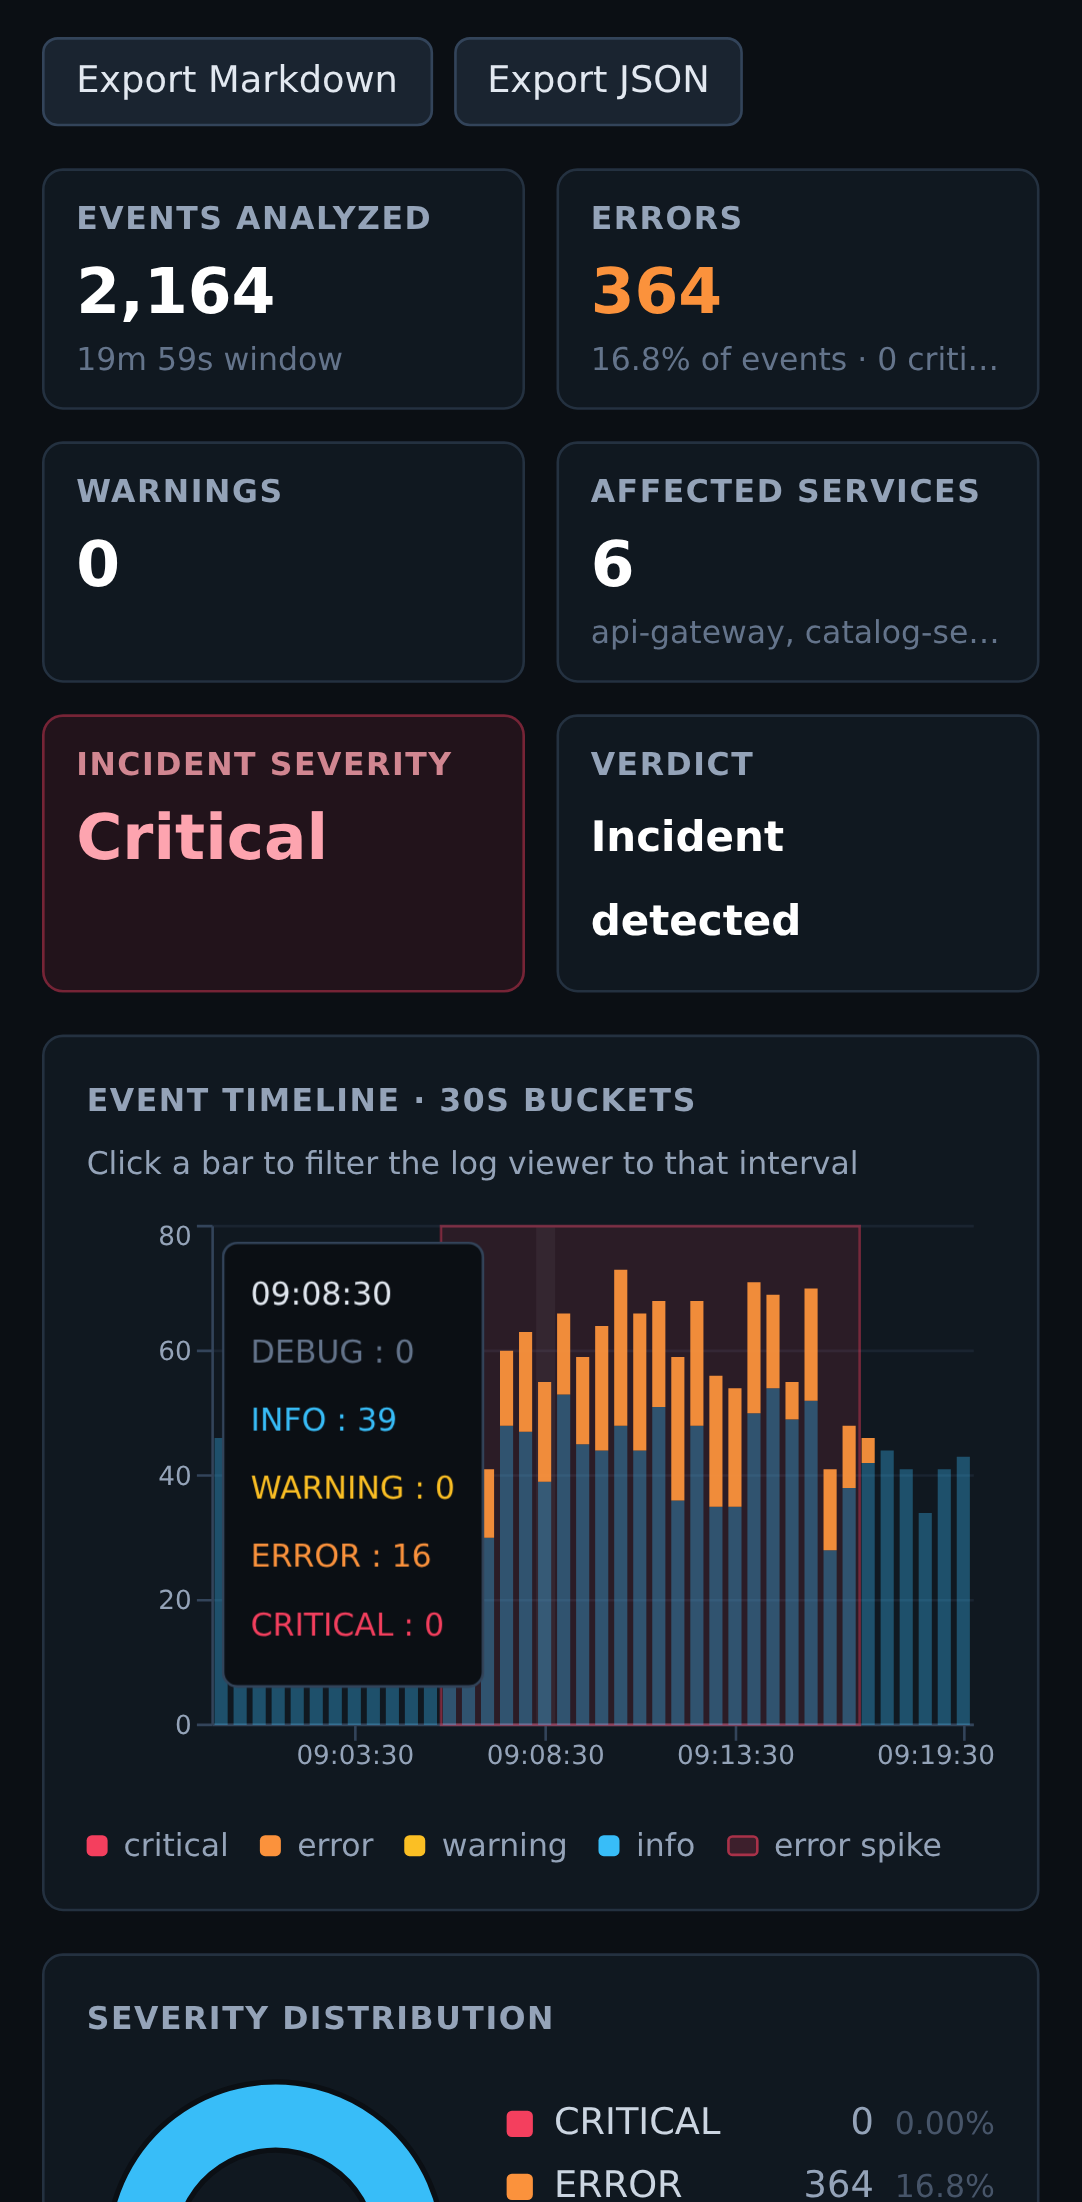 Export Markdown Export JSON
EVENTS ANALYZED
2,164
19m 59s window
ERRORS
364
16.8% of events · 0 criti…
WARNINGS
0
AFFECTED SERVICES
6
api-gateway, catalog-se…
INCIDENT SEVERITY
Critical
VERDICT
Incident
detected
EVENT TIMELINE · 30S BUCKETS
Click a bar to filter the log viewer to that interval
80
60
40
20
0
09:08:30
DEBUG : 0
INFO : 39
WARNING : 0
ERROR : 16
CRITICAL : 0
09:03:30 09:08:30 09:13:30 09:19:30
critical error warning info error spike
SEVERITY DISTRIBUTION
CRITICAL 0 0.00%
ERROR 364 16.8%